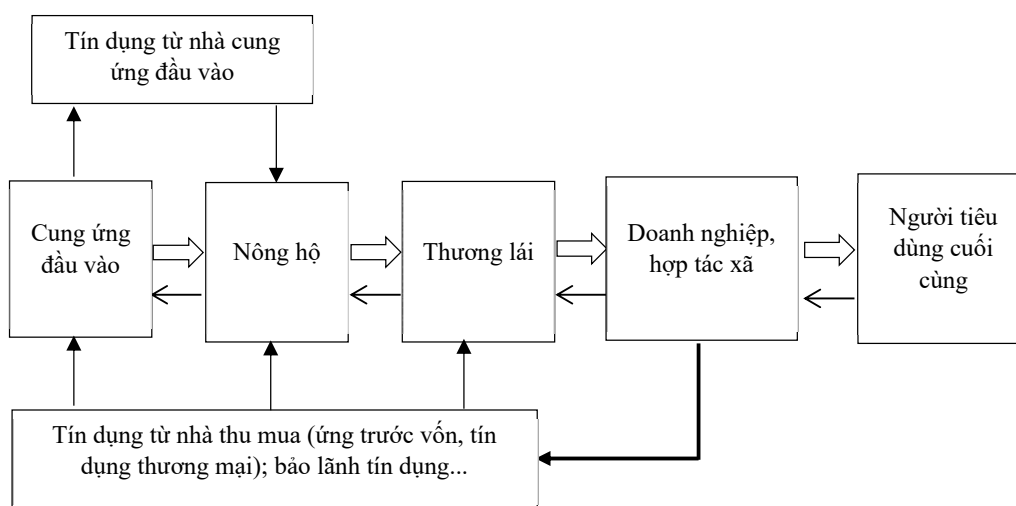 Tín dụng từ nhà cung
ứng đầu vào
Cung ứng
đầu vào
Nông hộ
Thương lái
Doanh nghiệp,
hợp tác xã
Người tiêu
dùng cuối
cùng
Tín dụng từ nhà thu mua (ứng trước vốn, tín
dụng thương mại); bảo lãnh tín dụng...